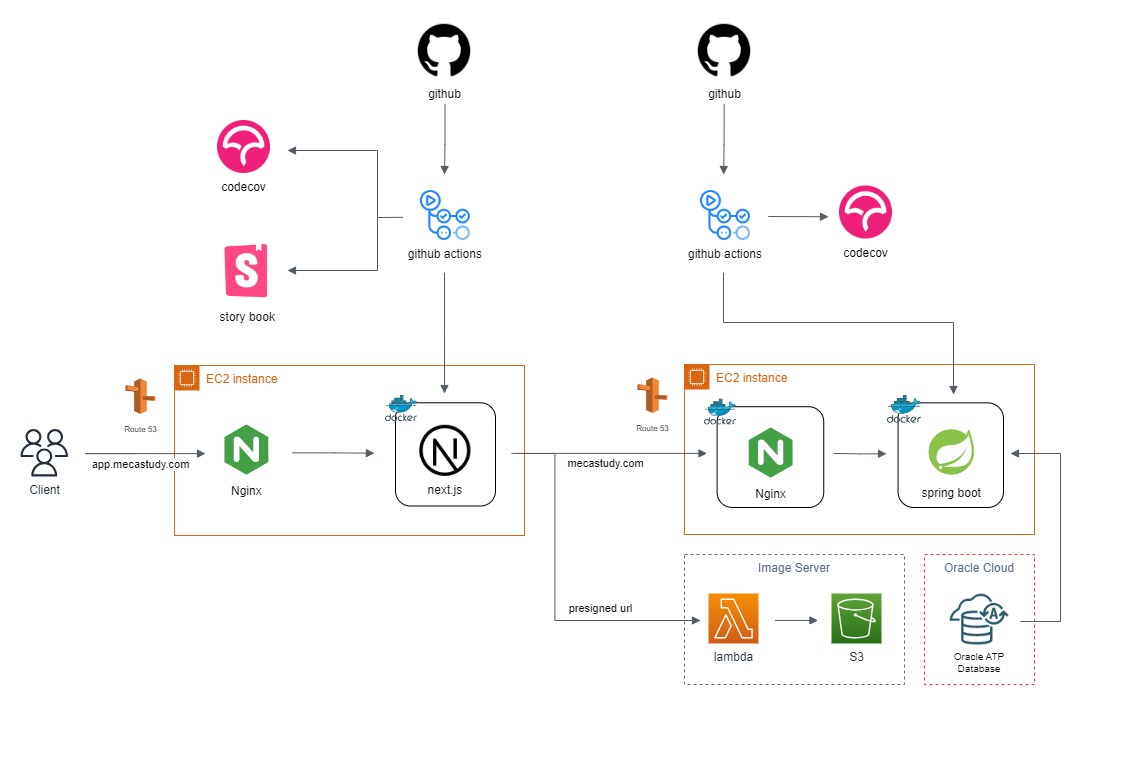 github
github
codecov
github actions
github actions
codecov
S
story book
EC2 instance
EC2 instance
Route 53
docker
Route 53
docker
docker
Client
app.mecastudy.com
N
Nginx
N
next.js
mecastudy.com
N
Nginx
spring boot
Image Server
Oracle Cloud
presigned url
A
lambda
S3
Oracle ATP
Database